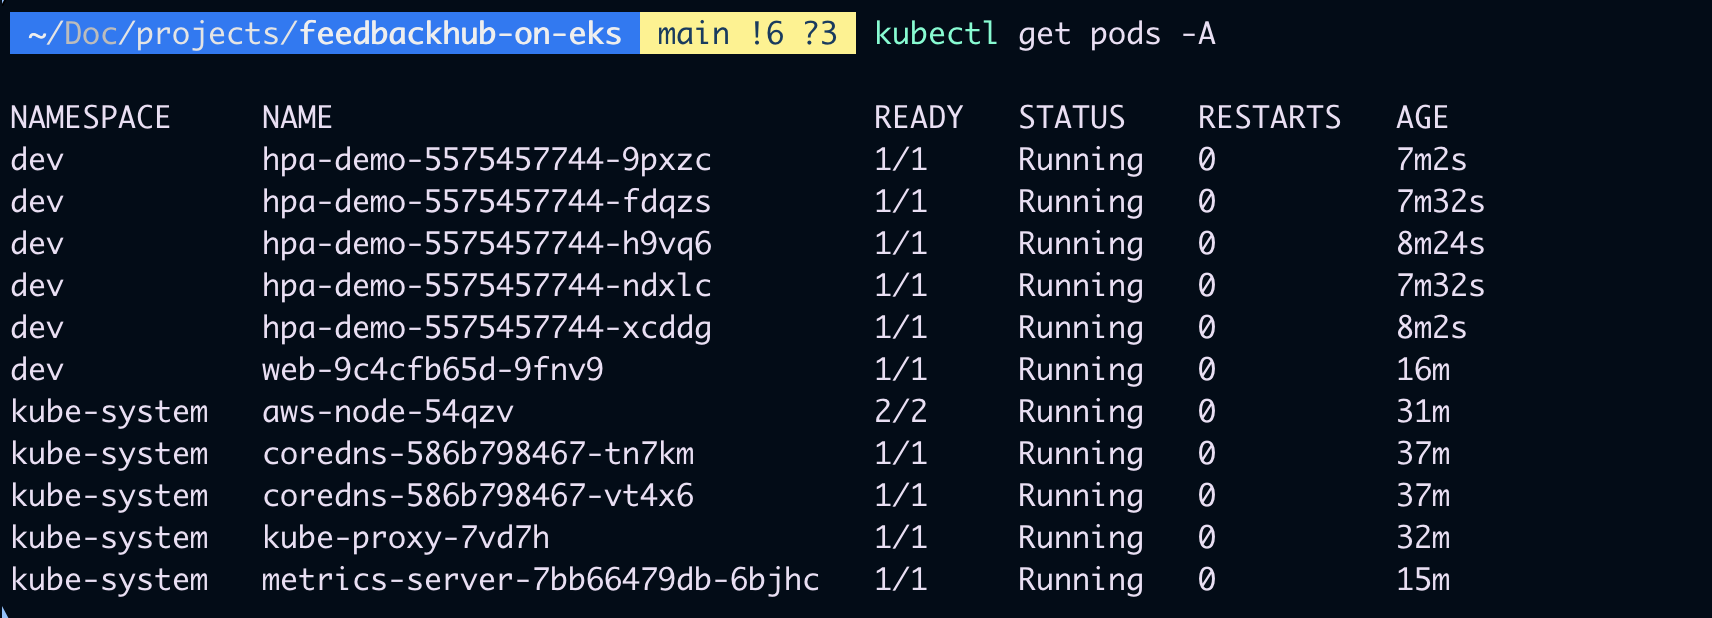 ~/Doc/projects/feedbackhub-on-eks main !6 ?3 kubectl get pods -A
NAMESPACE NAME READY STATUS RESTARTS AGE
dev hpa-demo-5575457744-9pxzc 1/1 Running 0 7m2s
dev hpa-demo-5575457744-fdqzs 1/1 Running 0 7m32s
dev hpa-demo-5575457744-h9vq6 1/1 Running 0 8m24s
dev hpa-demo-5575457744-ndxlc 1/1 Running 0 7m32s
dev hpa-demo-5575457744-xcddg 1/1 Running 0 8m2s
dev web-9c4cfb65d-9fnv9 1/1 Running 0 16m
kube-system aws-node-54qzv 2/2 Running 0 31m
kube-system coredns-586b798467-tn7km 1/1 Running 0 37m
kube-system coredns-586b798467-vt4x6 1/1 Running 0 37m
kube-system kube-proxy-7vd7h 1/1 Running 0 32m
kube-system metrics-server-7bb66479db-6bjhc 1/1 Running 0 15m